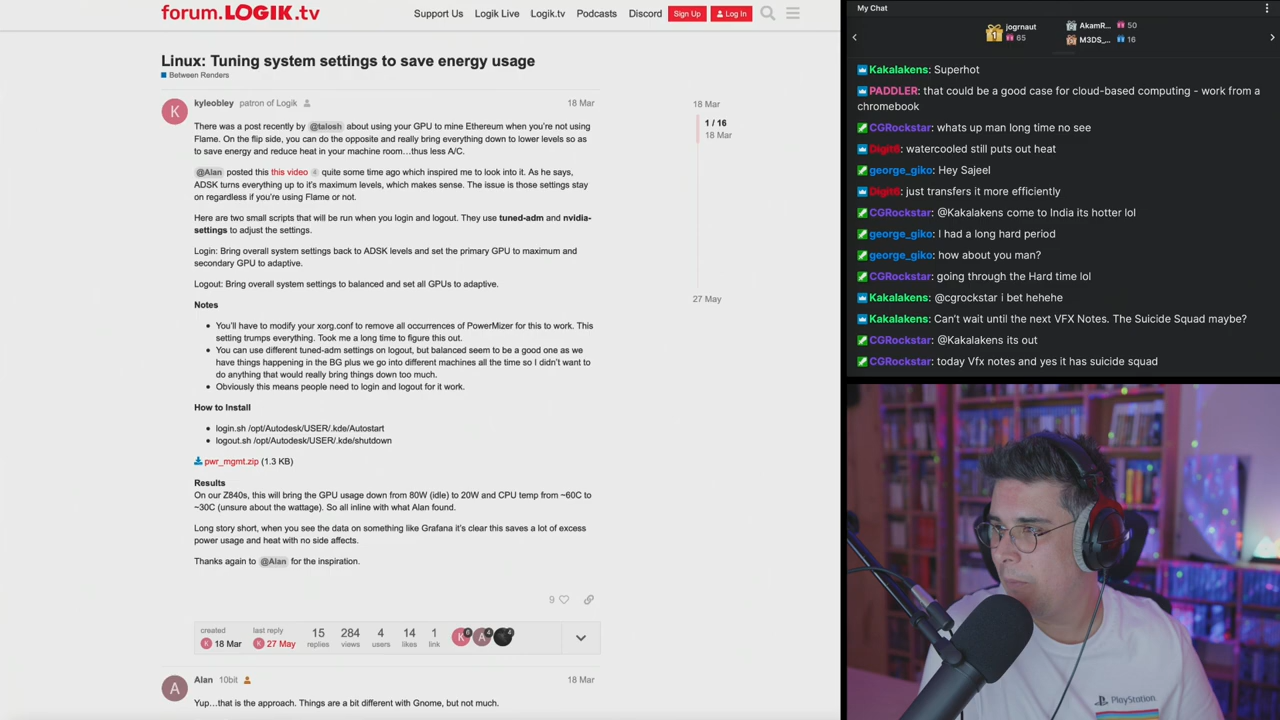 forum.LOGIK.tv
Support Us
Logik Live
Logik.tv
Podcasts
Discord
Sign Up
Log In
Linux: Tuning system settings to save energy usage
Between Renders
K
kyleobley patron of Logik
18 Mar
There was a post recently by @talosh about using your GPU to mine Ethereum when you're not using
Flame. On the flip side, you can do the opposite and really bring everything down to lower levels so as
to save energy and reduce heat in your machine room…thus less A/C.
@Alan posted this this video 4 quite some time ago which inspired me to look into it. As he says,
ADSK turns everything up to it's maximum levels, which makes sense. The issue is those settings stay
on regardless if you're using Flame or not.
Here are two small scripts that will be run when you login and logout. They use tuned-adm and nvidia-
settings to adjust the settings.
Login: Bring overall system settings back to ADSK levels and set the primary GPU to maximum and
secondary GPU to adaptive.
Logout: Bring overall system settings to balanced and set all GPUs to adaptive.
Notes
You'll have to modify your xorg.conf to remove all occurrences of PowerMizer for this to work. This
setting trumps everything. Took me a long time to figure this out.
You can use different tuned-adm settings on logout, but balanced seem to be a good one as we
have things happening in the BG plus we go into different machines all the time so I didn't want to
do anything that would really bring things down too much.
Obviously this means people need to login and logout for it work.
How to Install
login.sh /opt/Autodesk/USER/.kde/Autostart
logout.sh /opt/Autodesk/USER/.kde/shutdown
pwr_mgmt.zip (1.3 KB)
Results
On our Z840s, this will bring the GPU usage down from 80W (idle) to 20W and CPU temp from ~60C to
~30C (unsure about the wattage). So all inline with what Alan found.
Long story short, when you see the data on something like Grafana it's clear this saves a lot of excess
power usage and heat with no side affects.
Thanks again to @Alan for the inspiration.
9
created
K 18 Mar
last reply
K 27 May
15
replies
284
views
4
users
14
likes
1
link
K
A
A
Alan 10bit
18 Mar
Yup…that is the approach. Things are a bit different with Gnome, but not much.
18 Mar
1 / 16
18 Mar
27 May
My Chat
1
jogrnaut
65
AkamR... 50
M3DS_... 16
Kakalakens: Superhot
PADDLER: that could be a good case for cloud-based computing - work from a
chromebook
CGRockstar: whats up man long time no see
Digit6: watercooled still puts out heat
george_giko: Hey Sajeel
Digit6: just transfers it more efficiently
CGRockstar: @Kakalakens come to India its hotter lol
george_giko: I had a long hard period
george_giko: how about you man?
CGRockstar: going through the Hard time lol
Kakalakens: @cgrockstar i bet hehehe
Kakalakens: Can't wait until the next VFX Notes. The Suicide Squad maybe?
CGRockstar: @Kakalakens its out
CGRockstar: today Vfx notes and yes it has suicide squad
PlayStation